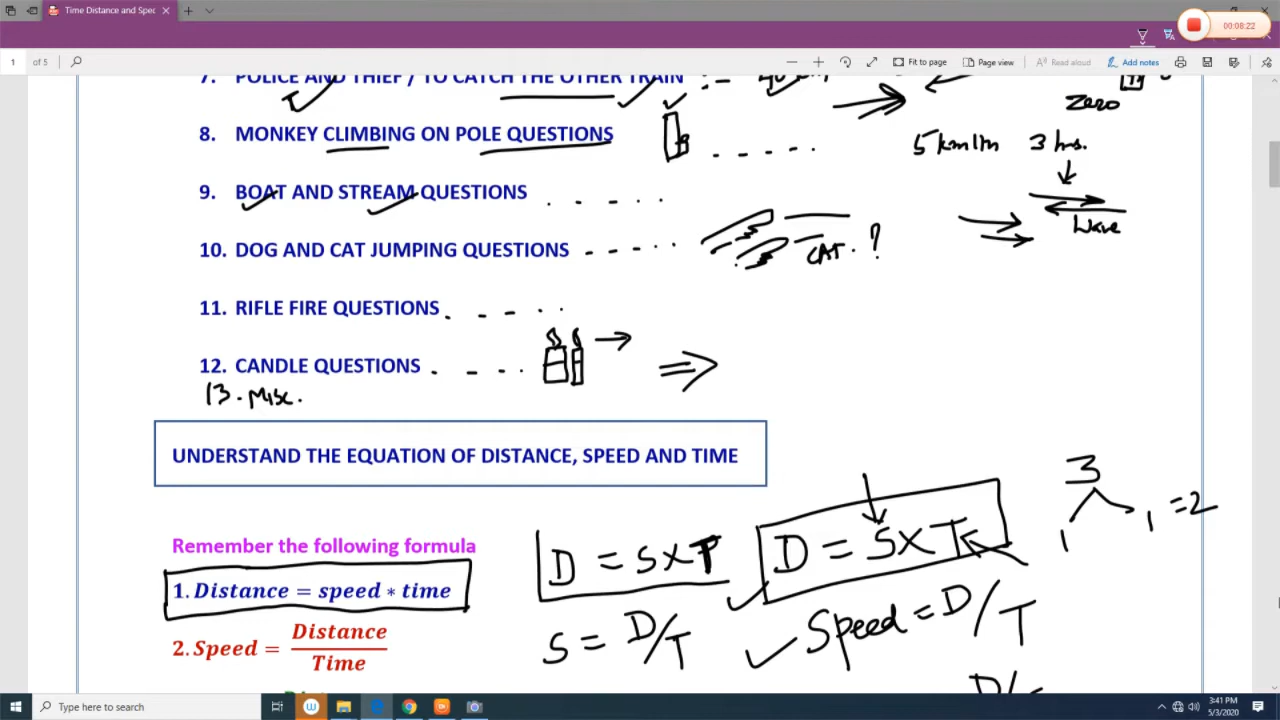 Time Distance and Spec
00:08:22
1 of 5
Fit to page
Page view
Read aloud
Add notes
7. POLICE AND THIEF / TO CATCH THE OTHER TRAIN
T
Zero
8. MONKEY CLIMBING ON POLE QUESTIONS
5 km/m 3 hrs.
9. BOAT AND STREAM QUESTIONS
Wave
10. DOG AND CAT JUMPING QUESTIONS
CAT. ?
11. RIFLE FIRE QUESTIONS
12. CANDLE QUESTIONS
13. Misc.
UNDERSTAND THE EQUATION OF DISTANCE, SPEED AND TIME
3
1 1 = 2
Remember the following formula
D = S X T
D = S X T
1. Distance = speed * time
2. Speed = Distance
Time
S = D/T
Speed = D/T
D/
Type here to search
3:41 PM
5/3/2020